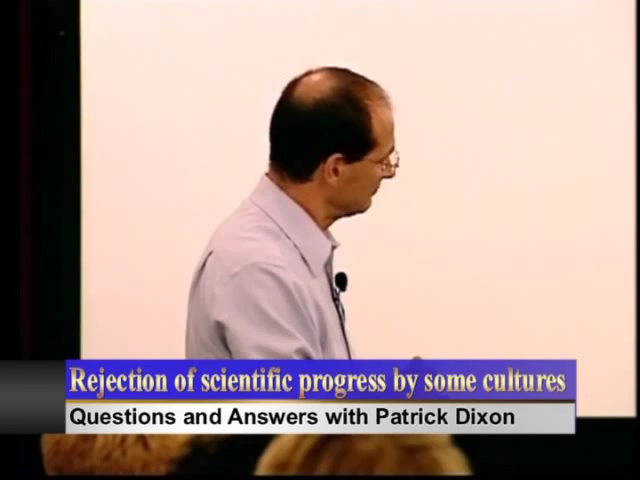 Rejection of scientific progress by some cultures
Questions and Answers with Patrick Dixon